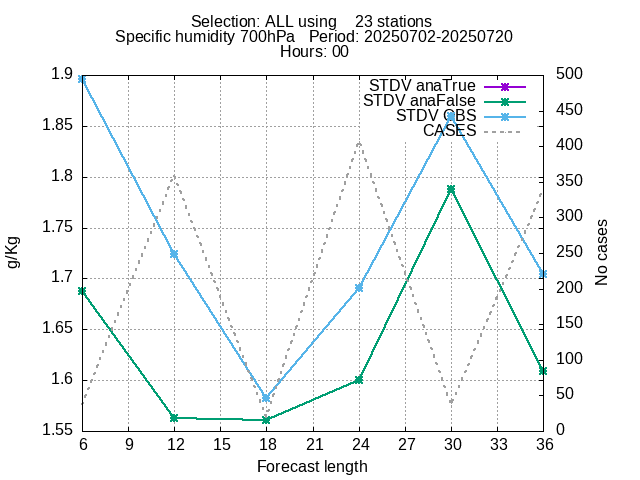 Selection: ALL using    23 stations
Specific humidity 700hPa   Period: 20250702-20250720
Hours: 00
STDV anaTrue
STDV anaFalse
STDV OBS
CASES
1.9
1.85
1.8
1.75
1.7
1.65
1.6
1.55
g/Kg
500
450
400
350
300
250
200
150
100
50
0
No cases
6 9 12 15 18 21 24 27 30 33 36
Forecast length